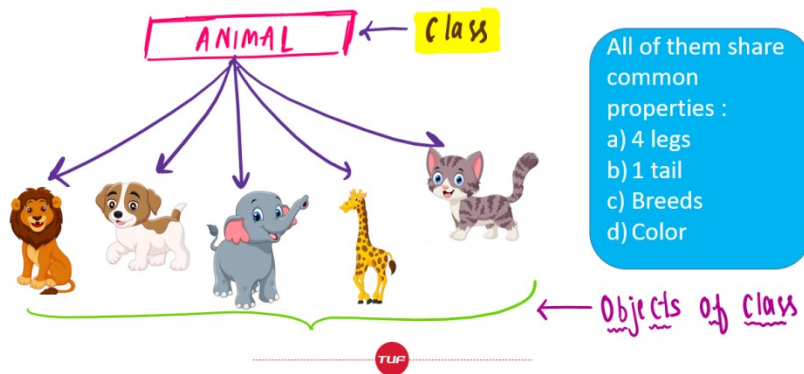 ANIMAL
Class
All of them share
common
properties :
a) 4 legs
b) 1 tail
c) Breeds
d) Color
Objects of class
TUF